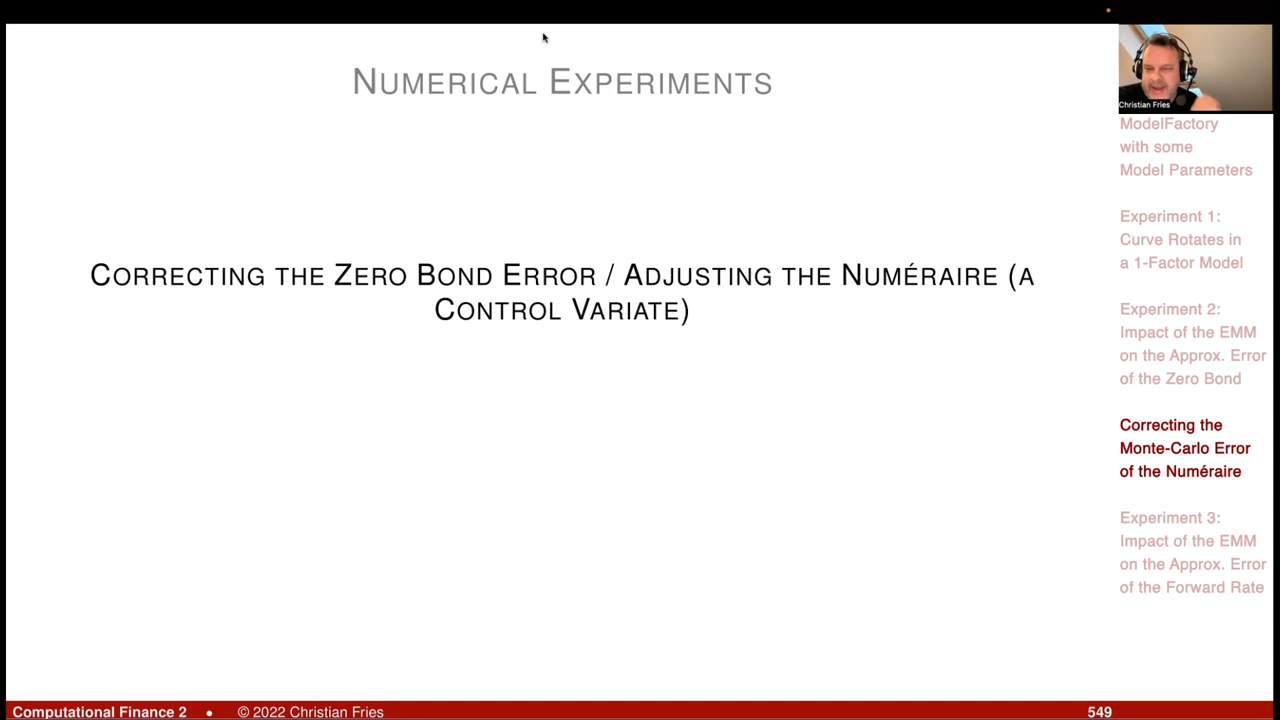 NUMERICAL EXPERIMENTS
CORRECTING THE ZERO BOND ERROR / ADJUSTING THE NUMÉRAIRE (A
CONTROL VARIATE)
Christian Fries
ModelFactory
with some
Model Parameters
Experiment 1:
Curve Rotates in
a 1-Factor Model
Experiment 2:
Impact of the EMM
on the Approx. Error
of the Zero Bond
Correcting the
Monte-Carlo Error
of the Numéraire
Experiment 3:
Impact of the EMM
on the Approx. Error
of the Forward Rate
Computational Finance 2 • © 2022 Christian Fries 549